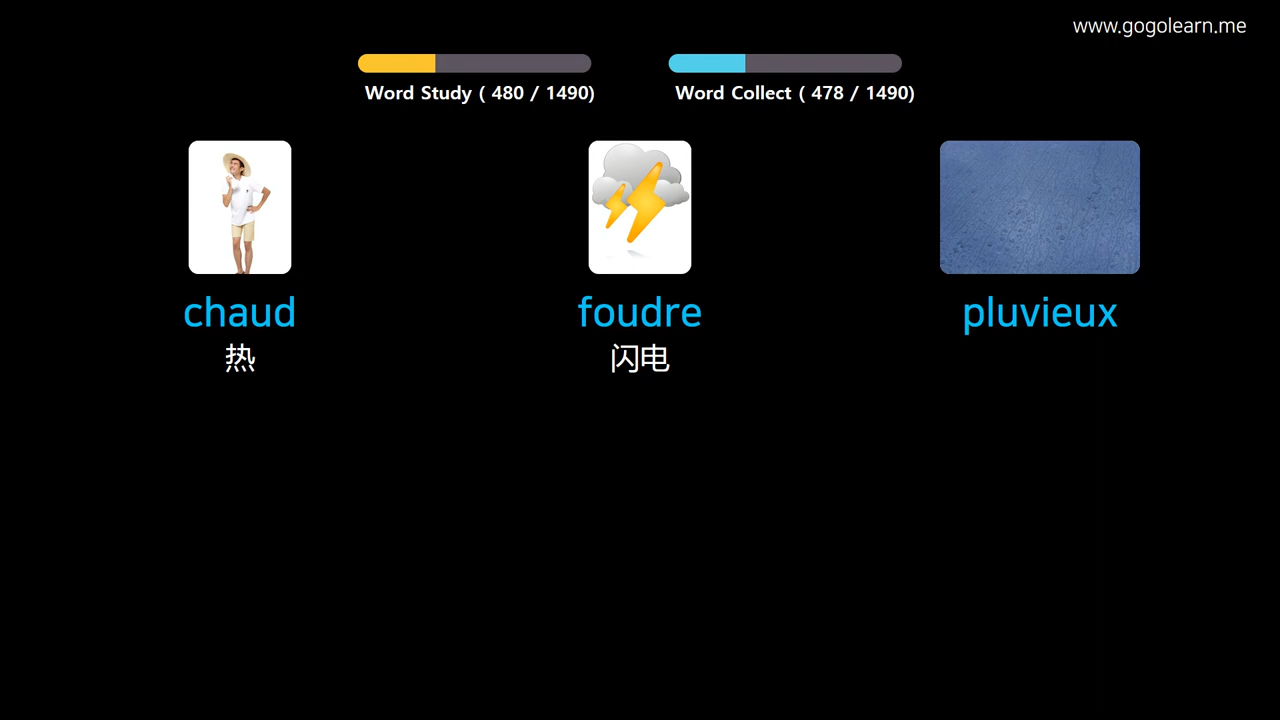 www.gogolearn.me
Word Study ( 480 / 1490)
Word Collect ( 478 / 1490)
chaud
foudre
pluvieux
热
闪电